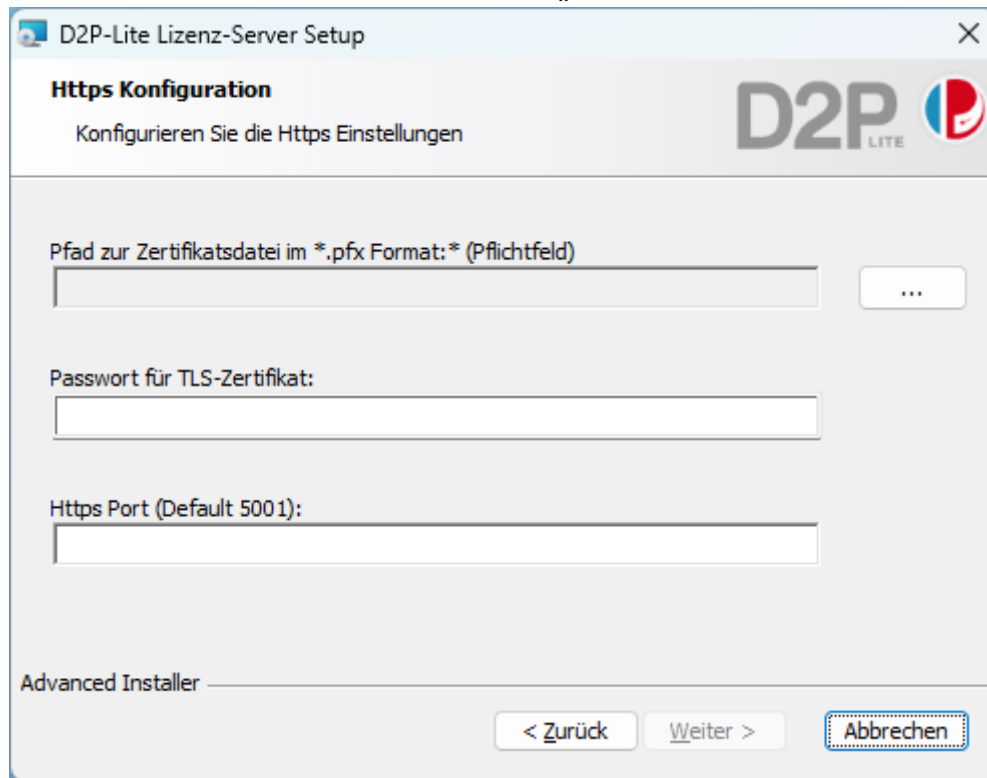 „
D2P-Lite Lizenz-Server Setup
Https Konfiguration
Konfigurieren Sie die Https Einstellungen
D2P LITE
Pfad zur Zertifikatsdatei im *.pfx Format:* (Pflichtfeld)
...
Passwort für TLS-Zertifikat:
Https Port (Default 5001):
Advanced Installer
< Zurück Weiter > Abbrechen